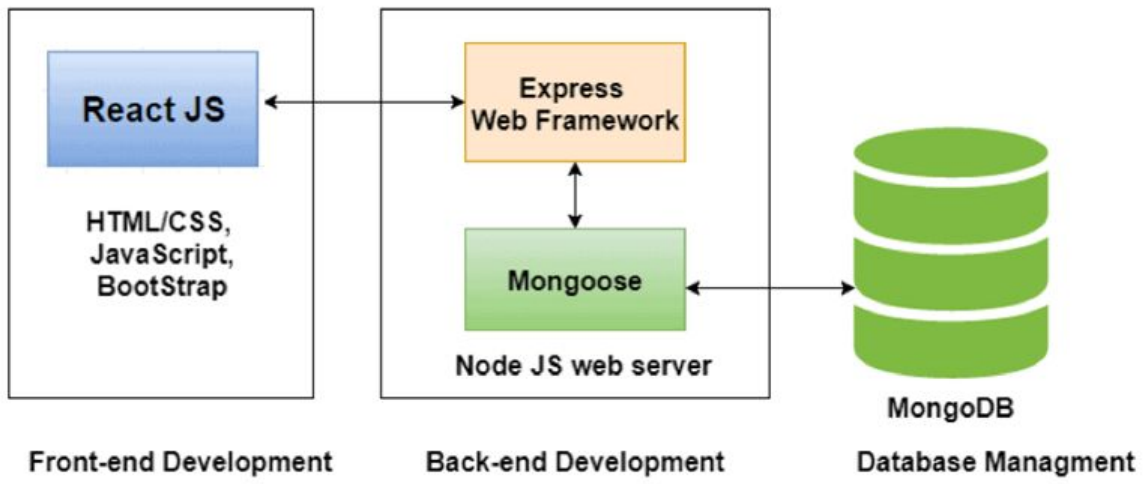 React JS
HTML/CSS,
JavaScript,
BootStrap
Front-end Development
Express
Web Framework
Mongoose
Node JS web server
Back-end Development
MongoDB
Database Managment